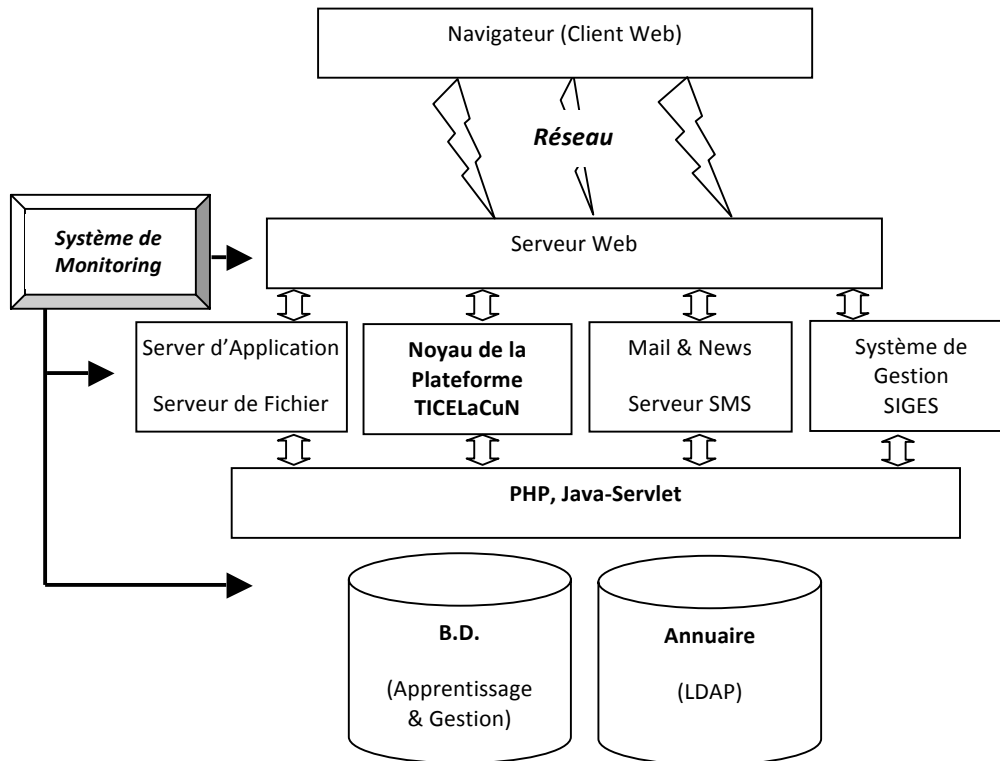 Navigateur (Client Web)
Réseau
Système de
Monitoring
Serveur Web
Server d’Application
Serveur de Fichier
Noyau de la
Plateforme
TICELaCuN
Mail & News
Serveur SMS
Système de
Gestion
SIGES
PHP, Java-Servlet
B.D.
(Apprentissage
& Gestion)
Annuaire
(LDAP)